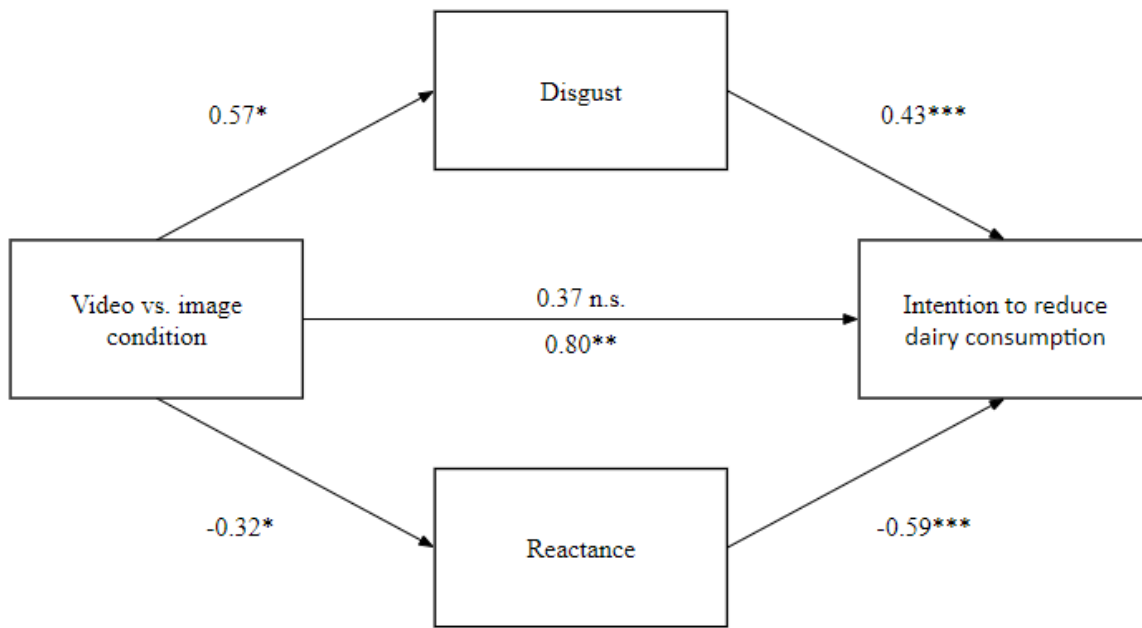 Disgust
0.57*
0.43***
Video vs. image
condition
0.37 n.s.
0.80**
Intention to reduce
dairy consumption
-0.32*
-0.59***
Reactance